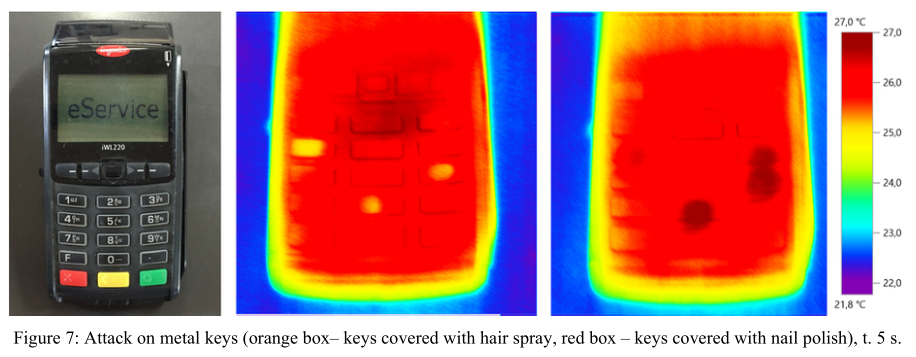 ingenico
eService
iWL220
1
2
3
4
5
6
7
8
9
F
0
.
27,0 °C
27,0
26,0
25,0
24,0
23,0
22,0
21,8 °C
Figure 7: Attack on metal keys (orange box– keys covered with hair spray, red box – keys covered with nail polish), t. 5 s.